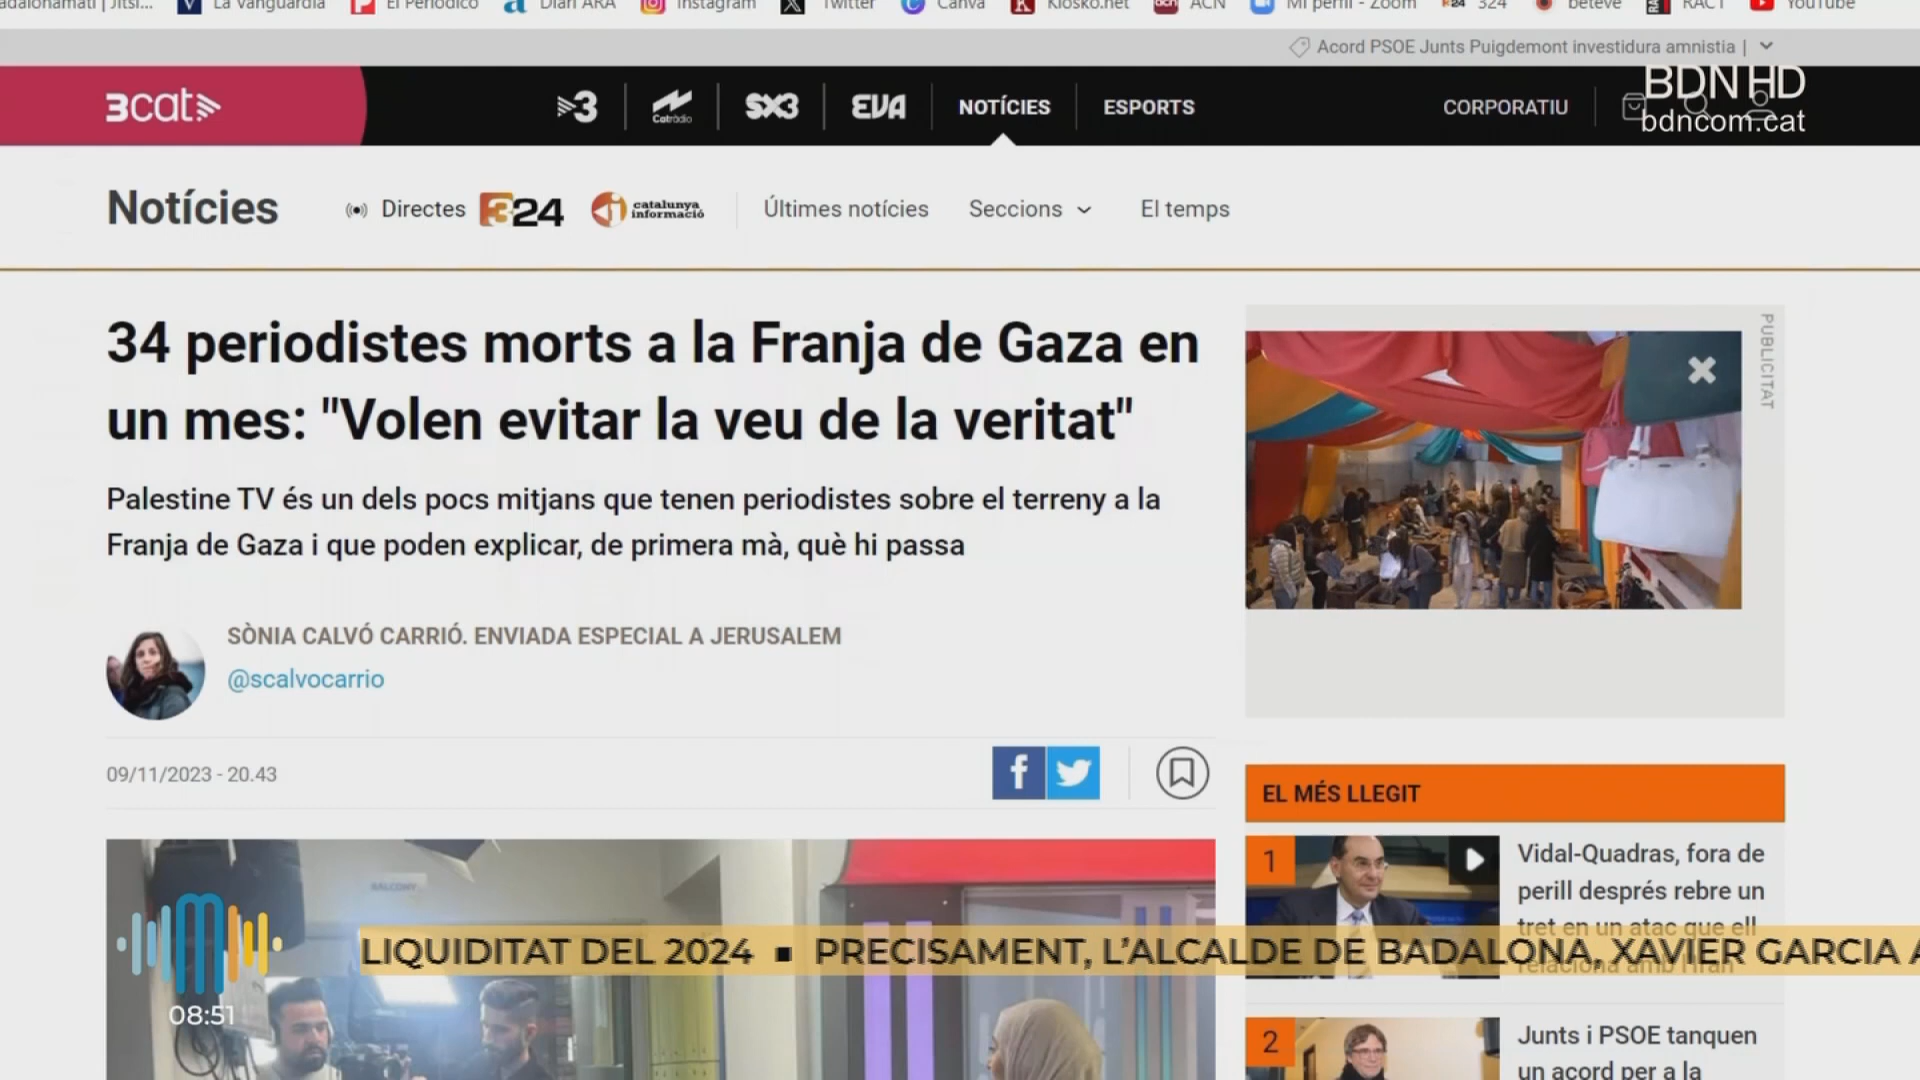 La Vanguardia
El Periódico
Diari ARA
Instagram
Twitter
Canva
Kiosko.net
ACN
Mi perfil - Zoom
324
beteve
RAC1
YouTube
Acord PSOE Junts Puigdemont investidura amnistia |
BDN HD
bdncom.cat
3cat
3
Catràdio
SX3
EVA
NOTÍCIES
ESPORTS
CORPORATIU
Notícies
Directes
324
catalunya
informació
Últimes notícies
Seccions
El temps
34 periodistes morts a la Franja de Gaza en
un mes: "Volen evitar la veu de la veritat"
Palestine TV és un dels pocs mitjans que tenen periodistes sobre el terreny a la
Franja de Gaza i que poden explicar, de primera mà, què hi passa
SÒNIA CALVÓ CARRIÓ. ENVIADA ESPECIAL A JERUSALEM
@scalvocarrio
09/11/2023 - 20.43
PUBLICITAT
EL MÉS LLEGIT
1
Vidal-Quadras, fora de
perill després rebre un
tret en un atac que ell
relaciona amb l'Iran
2
Junts i PSOE tanquen
un acord per a la
BALCONY
LIQUIDITAT DEL 2024 ▪ PRECISAMENT, L'ALCALDE DE BADALONA, XAVIER GARCIA A
08:51